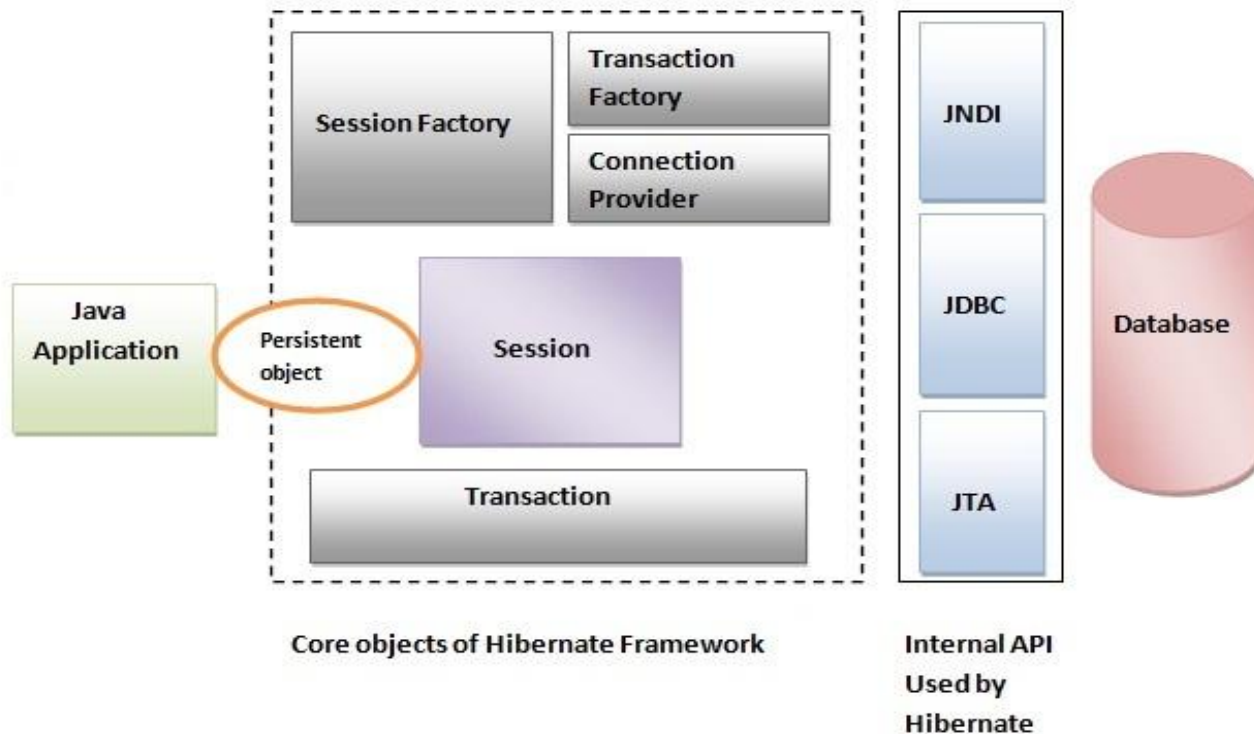 Session Factory
Transaction
Factory
Connection
Provider
JNDI
Java
Application
Persistent
object
Session
JDBC
Database
Transaction
JTA
Core objects of Hibernate Framework
Internal API
Used by
Hibernate